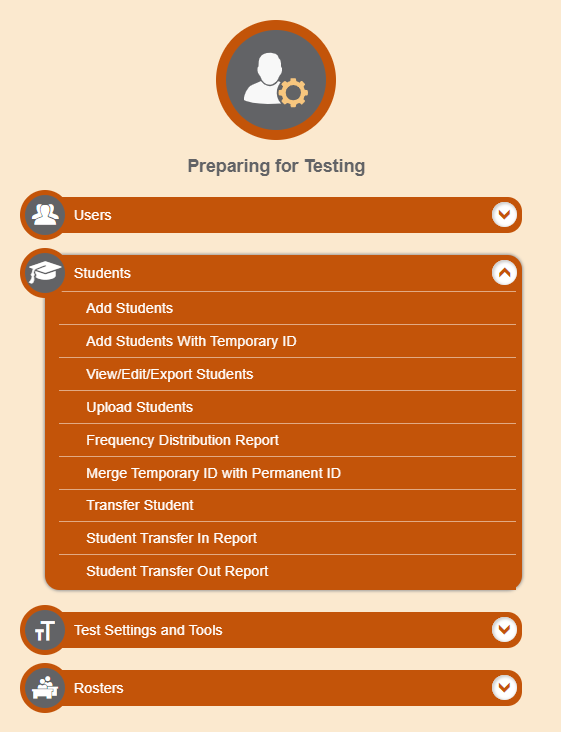 Preparing for Testing
Users
Students
Add Students
Add Students With Temporary ID
View/Edit/Export Students
Upload Students
Frequency Distribution Report
Merge Temporary ID with Permanent ID
Transfer Student
Student Transfer In Report
Student Transfer Out Report
Test Settings and Tools
Rosters